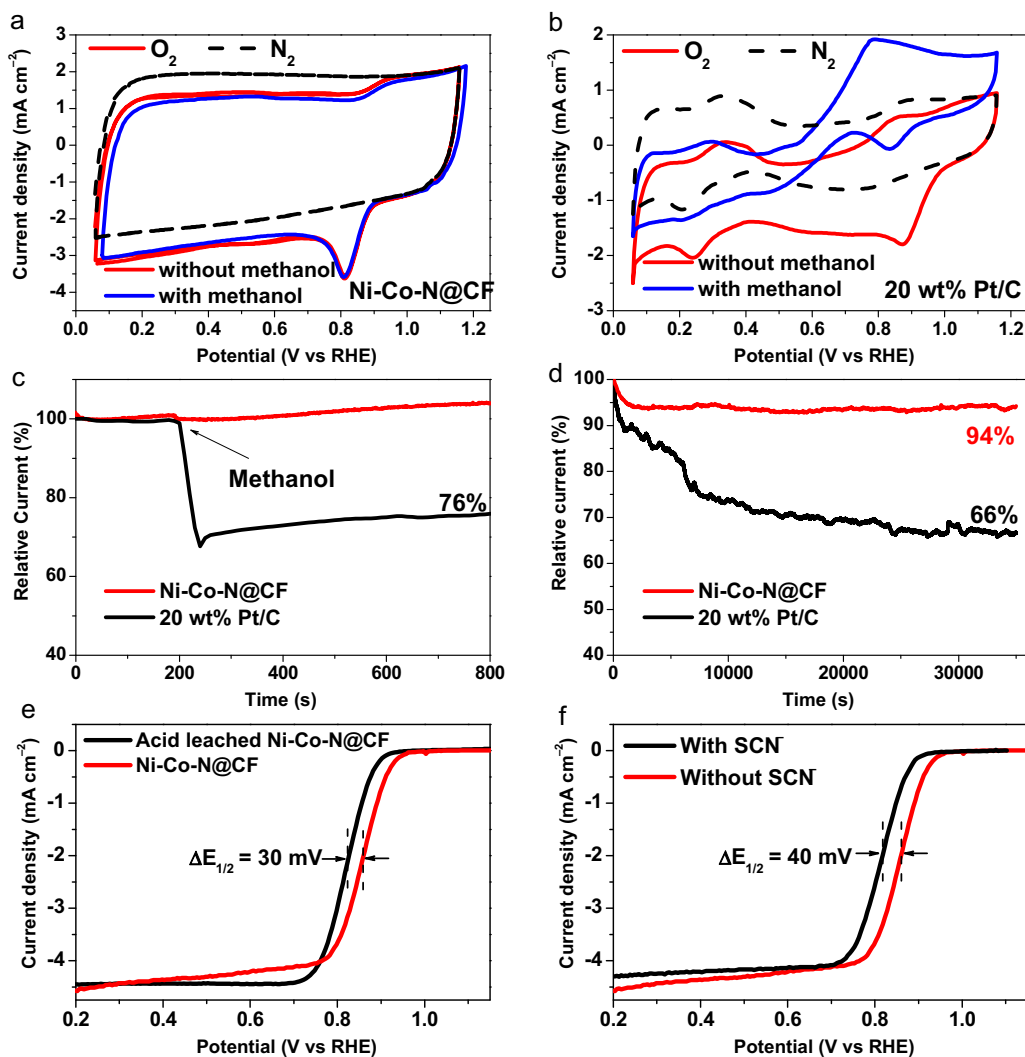 a
O₂ N₂
Current density (mA cm⁻²)
3
2
1
0
-1
-2
-3
-4
without methanol
with methanol
Ni-Co-N@CF
0.0 0.2 0.4 0.6 0.8 1.0 1.2
Potential (V vs RHE)
b
O₂ N₂
Current density (mA cm⁻²)
2
1
0
-1
-2
-3
without methanol
with methanol
20 wt% Pt/C
0.0 0.2 0.4 0.6 0.8 1.0 1.2
Potential (V vs RHE)
c
Relative Current (%)
100
80
60
40
Methanol
76%
Ni-Co-N@CF
20 wt% Pt/C
0 200 400 600 800
Time (s)
d
Relative current (%)
100
90
80
70
60
50
40
94%
66%
Ni-Co-N@CF
20 wt% Pt/C
0 10000 20000 30000
Time (s)
e
Current density (mA cm⁻²)
0
-1
-2
-3
-4
Acid leached Ni-Co-N@CF
Ni-Co-N@CF
ΔE₁/₂ = 30 mV
0.2 0.4 0.6 0.8 1.0
Potential (V vs RHE)
f
Current density (mA cm⁻²)
0
-1
-2
-3
-4
With SCN⁻
Without SCN⁻
ΔE₁/₂ = 40 mV
0.2 0.4 0.6 0.8 1.0
Potential (V vs RHE)